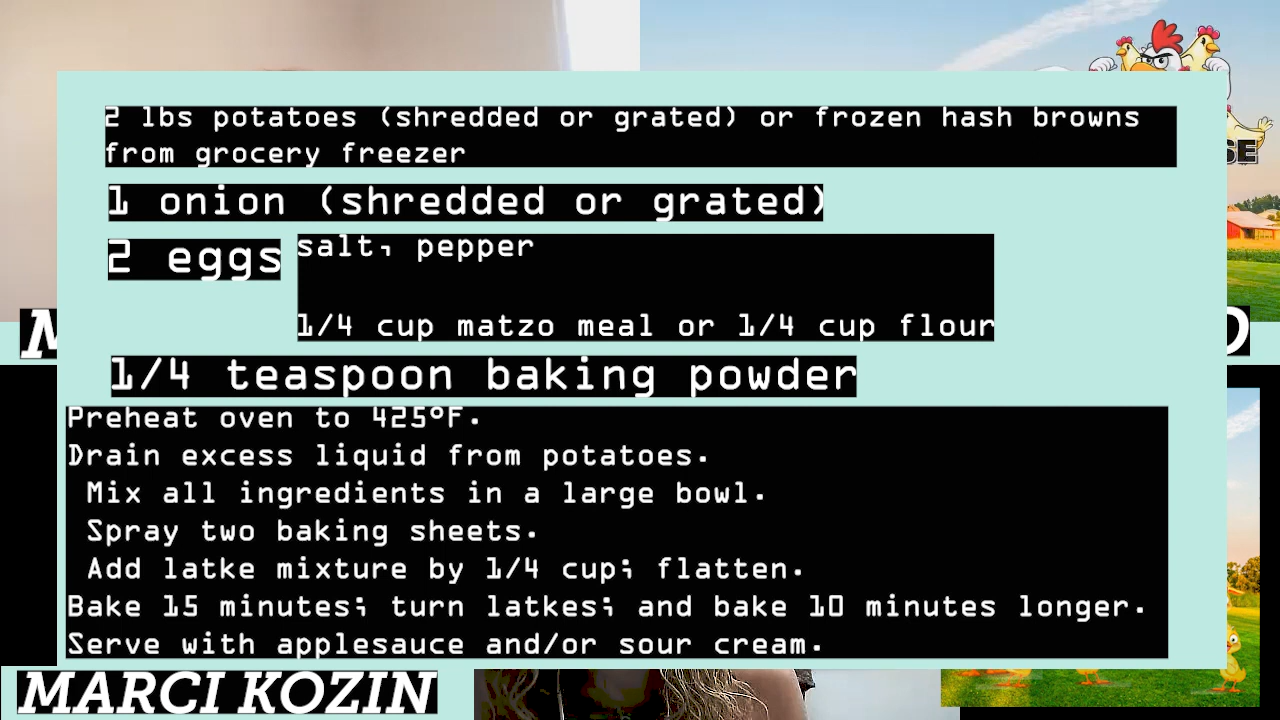 2 lbs potatoes (shredded or grated) or frozen hash browns
from grocery freezer
1 onion (shredded or grated)
2 eggs
salt, pepper
1/4 cup matzo meal or 1/4 cup flour
1/4 teaspoon baking powder
Preheat oven to 425°F.
Drain excess liquid from potatoes.
Mix all ingredients in a large bowl.
Spray two baking sheets.
Add latke mixture by 1/4 cup; flatten.
Bake 15 minutes; turn latkes; and bake 10 minutes longer.
Serve with applesauce and/or sour cream.
MARCI KOZIN